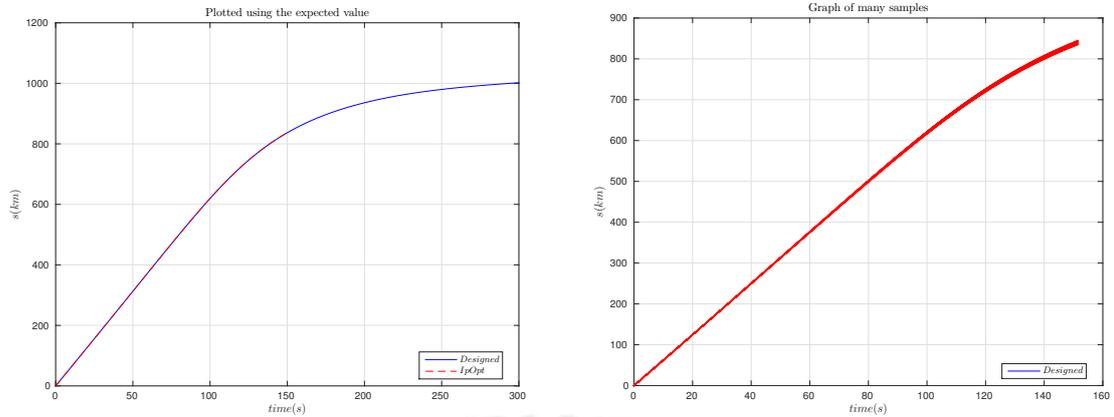 Plotted using the expected value
1200
1000
800
600
400
200
0
s(km)
0 50 100 150 200 250 300
time(s)
Designed
IpOpt
Graph of many samples
900
800
700
600
500
400
300
200
100
0
s(km)
0 20 40 60 80 100 120 140 160
time(s)
Designed